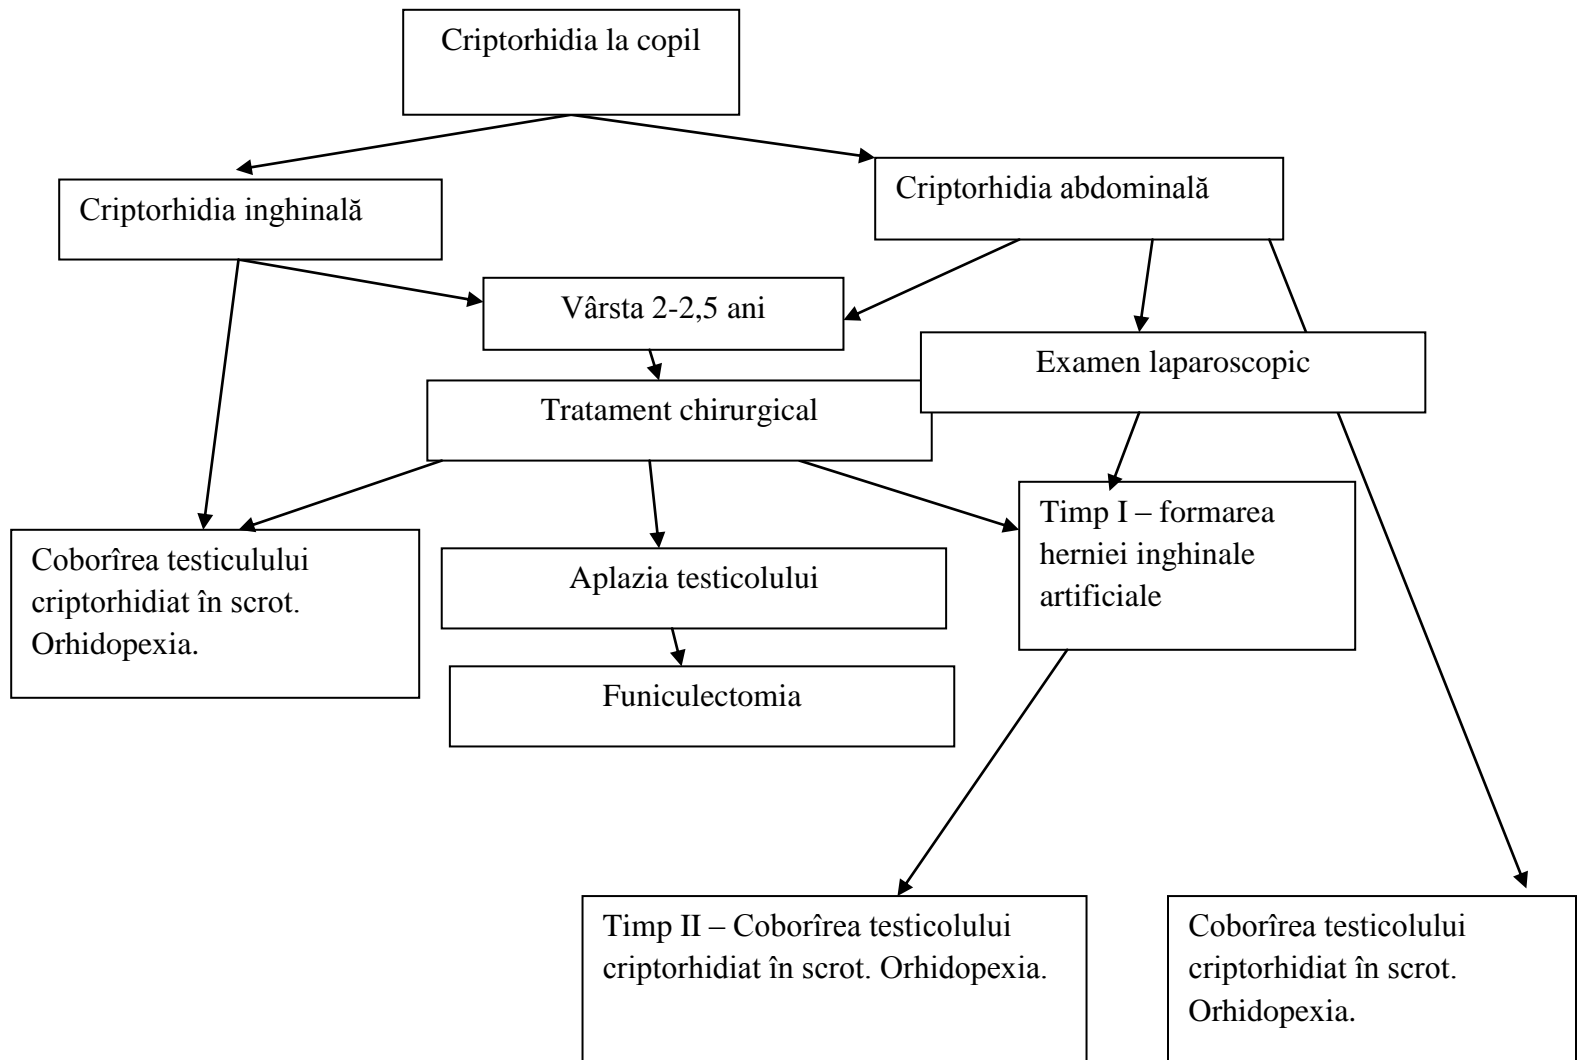 Criptorhidia la copil
Criptorhidia inghinală
Criptorhidia abdominală
Vârsta 2-2,5 ani
Examen laparoscopic
Tratament chirurgical
Timp I – formarea
herniei inghinale
artificiale
Coborîrea testiculului
criptorhidiat în scrot.
Orhidopexia.
Aplazia testicolului
Funiculectomia
Timp II – Coborîrea testicolului
criptorhidiat în scrot. Orhidopexia.
Coborîrea testicolului
criptorhidiat în scrot.
Orhidopexia.